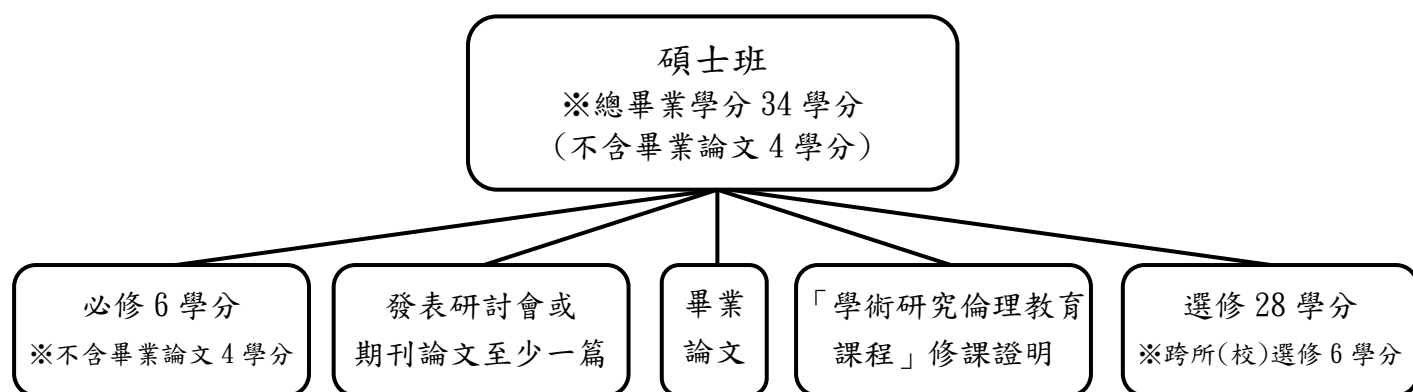 碩士班
※總畢業學分 34 學分
(不含畢業論文 4 學分)
必修 6 學分
※不含畢業論文 4 學分
發表研討會或
期刊論文至少一篇
畢業
論文
「學術研究倫理教育
課程」修課證明
選修 28 學分
※跨所(校)選修 6 學分